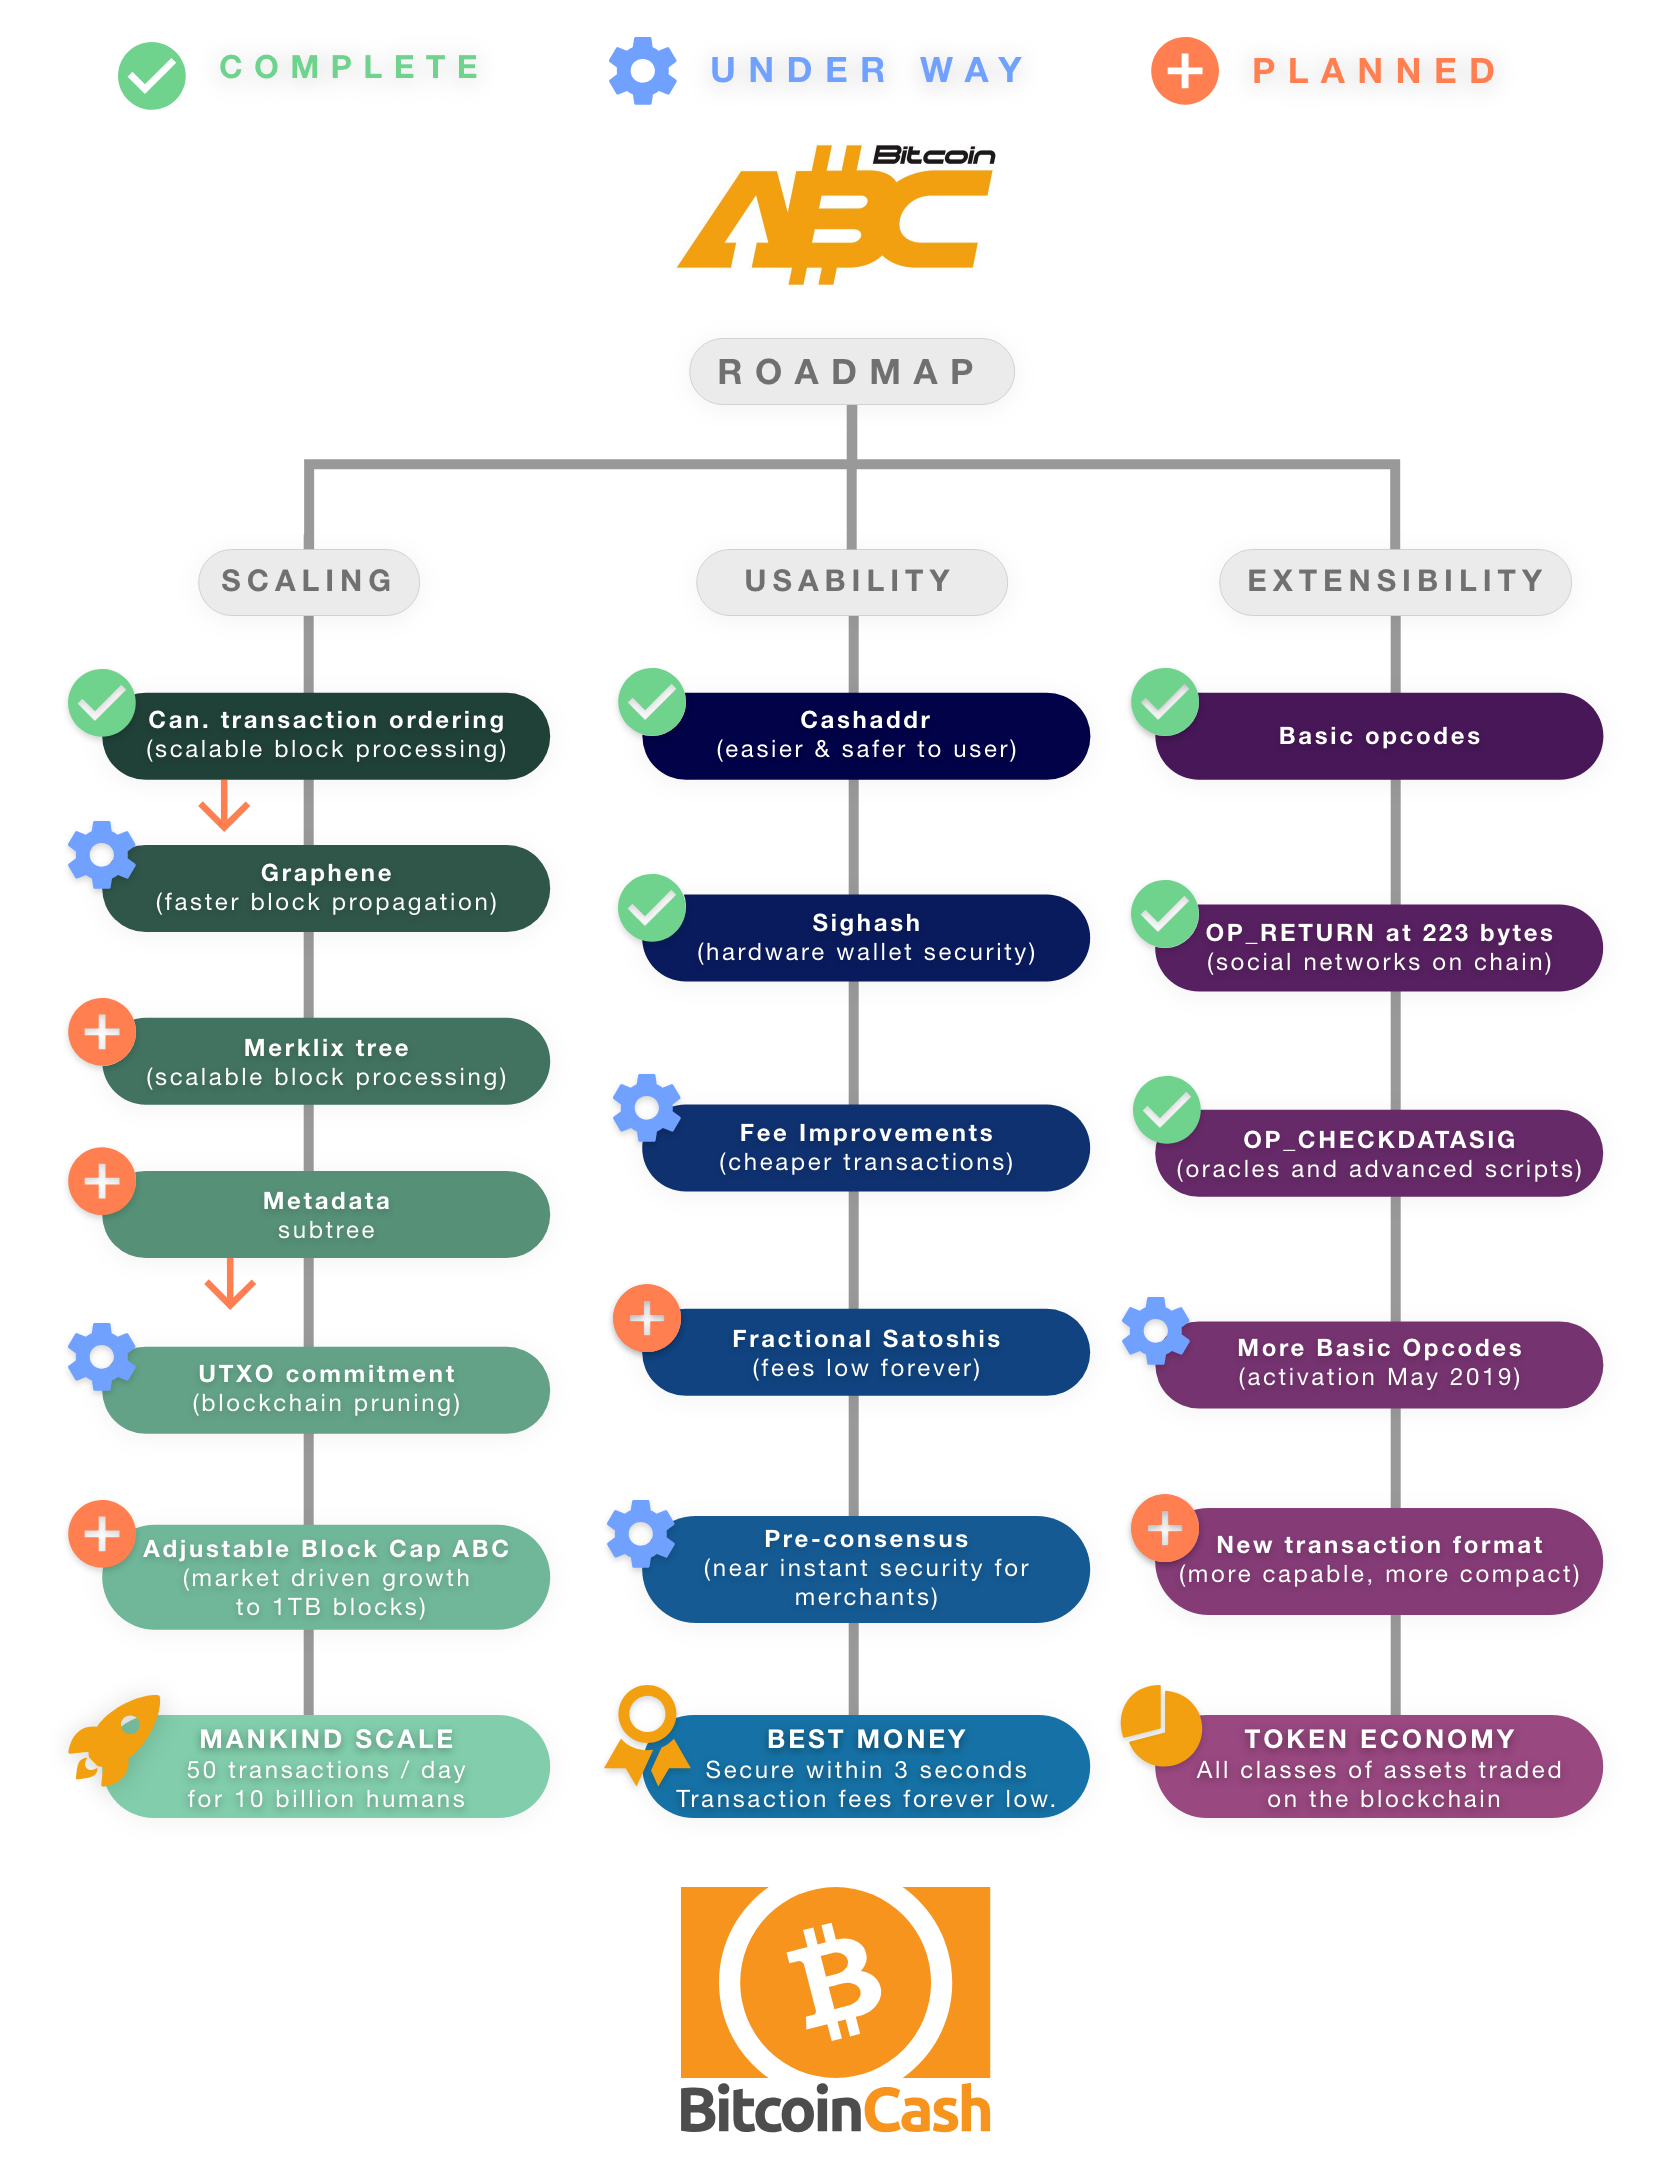 COMPLETE
UNDER WAY
PLANNED
Bitcoin
ABC
ROADMAP
SCALING
USABILITY
EXTENSIBILITY
Can. transaction ordering
(scalable block processing)
Graphene
(faster block propagation)
Merklix tree
(scalable block processing)
Metadata
subtree
UTXO commitment
(blockchain pruning)
Adjustable Block Cap ABC
(market driven growth
to 1TB blocks)
MANKIND SCALE
50 transactions / day
for 10 billion humans
Cashaddr
(easier & safer to user)
Sighash
(hardware wallet security)
Fee Improvements
(cheaper transactions)
Fractional Satoshis
(fees low forever)
Pre-consensus
(near instant security for
merchants)
BEST MONEY
Secure within 3 seconds
Transaction fees forever low.
Basic opcodes
OP_RETURN at 223 bytes
(social networks on chain)
OP_CHECKDATASIG
(oracles and advanced scripts)
More Basic Opcodes
(activation May 2019)
New transaction format
(more capable, more compact)
TOKEN ECONOMY
All classes of assets traded
on the blockchain
BitcoinCash